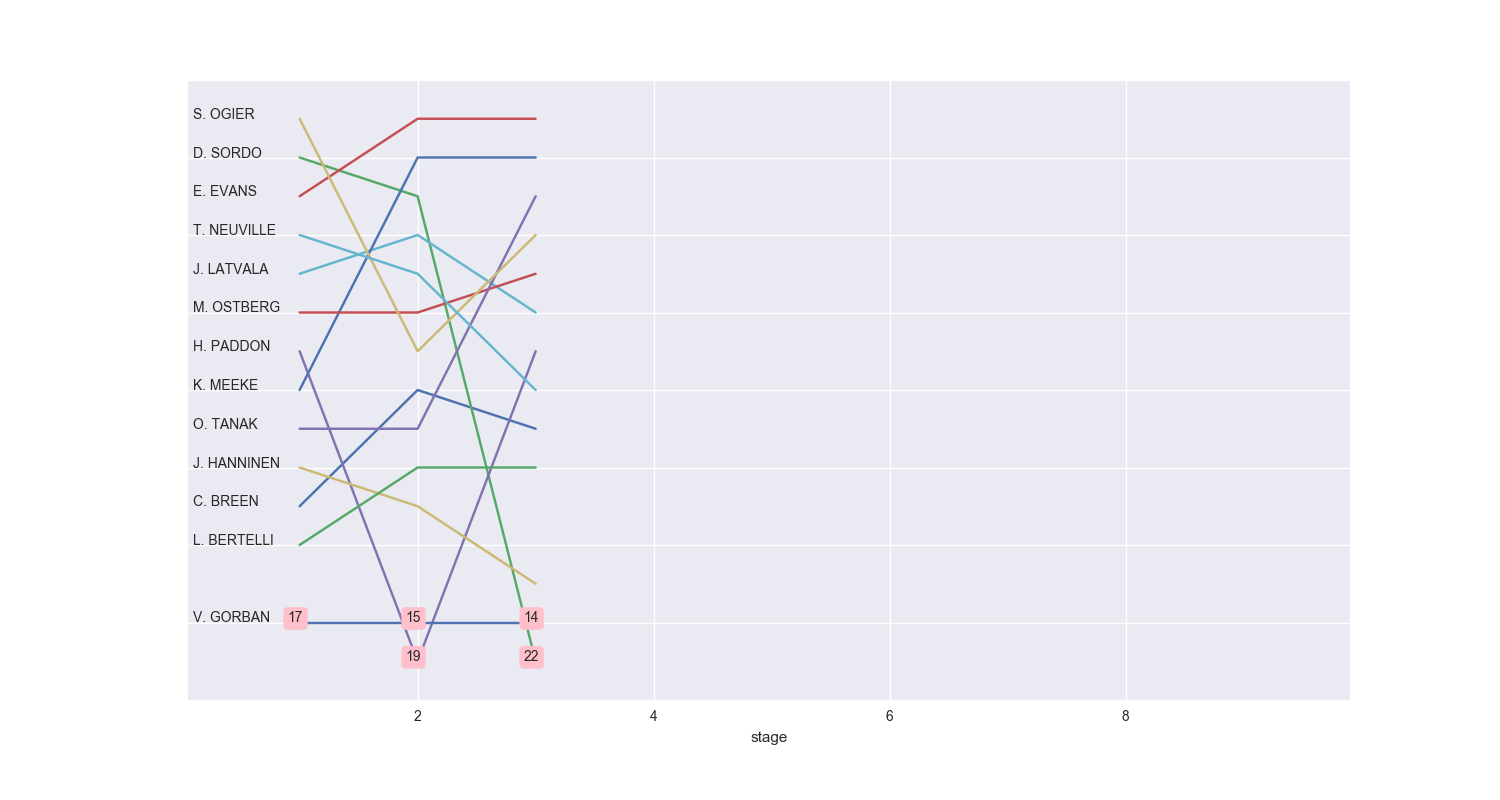 S. OGIER
D. SORDO
E. EVANS
T. NEUVILLE
J. LATVALA
M. OSTBERG
H. PADDON
K. MEEKE
O. TANAK
J. HANNINEN
C. BREEN
L. BERTELLI
V. GORBAN 17 15 14
19 22
2 4 6 8
stage